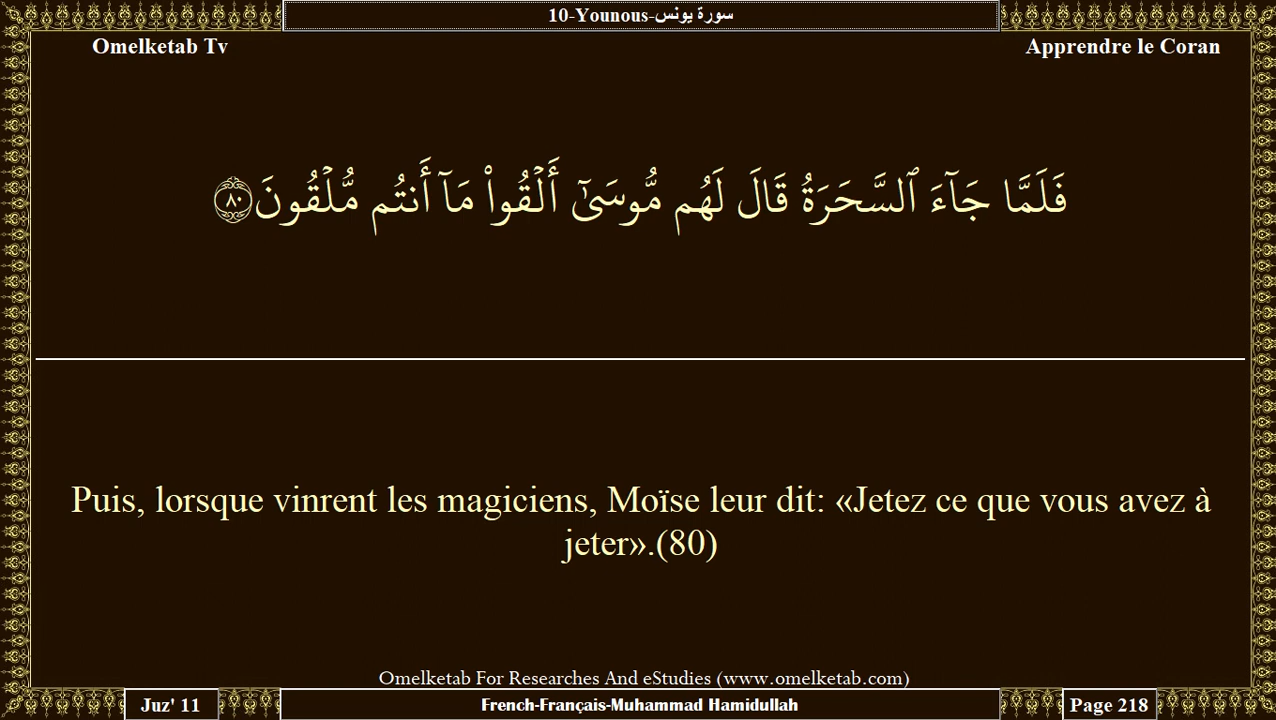 10-Younous-سورة يونس
Omelketab Tv
Apprendre le Coran
فَلَمَّا جَآءَ ٱلسَّحَرَةُ قَالَ لَهُم مُّوسَىٰٓ أَلۡقُواْ مَآ أَنتُم مُّلۡقُونَ ٨٠
Puis, lorsque vinrent les magiciens, Moïse leur dit: «Jetez ce que vous avez à
jeter».(80)
Omelketab For Researches And eStudies (www.omelketab.com)
Juz' 11
French-Français-Muhammad Hamidullah
Page 218